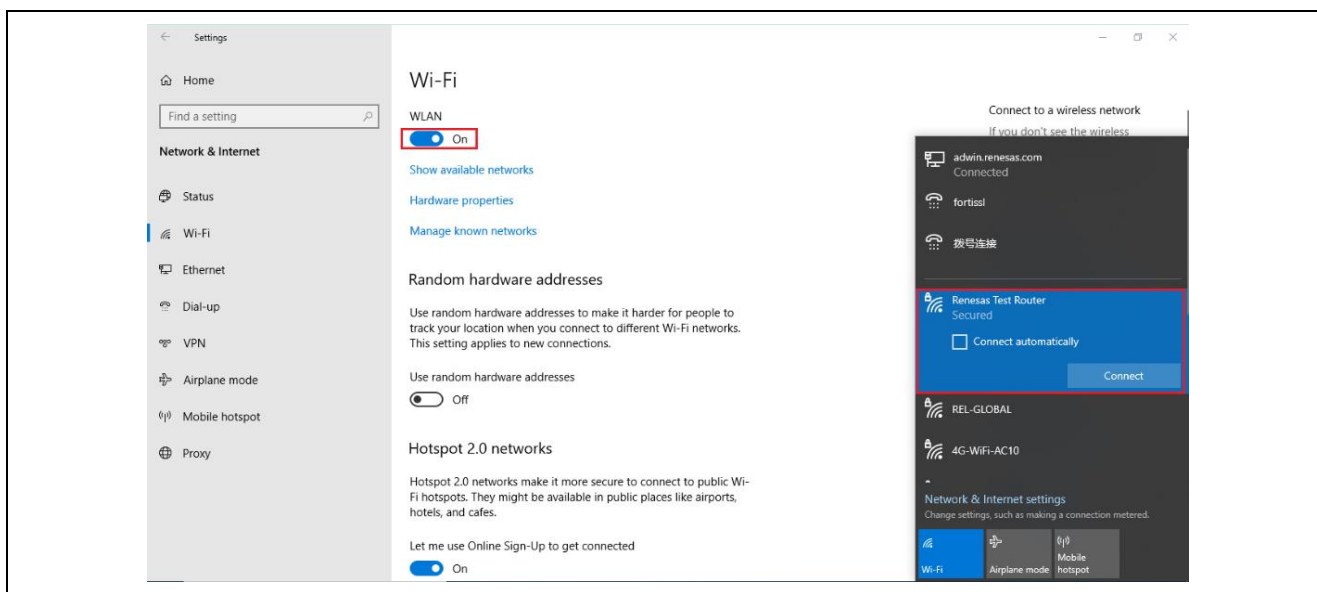 Settings
Home
Find a setting
Network & Internet
Status
Wi-Fi
Ethernet
Dial-up
VPN
Airplane mode
Mobile hotspot
Proxy
Wi-Fi
WLAN
On
Show available networks
Hardware properties
Manage known networks
Random hardware addresses
Use random hardware addresses to make it harder for people to
track your location when you connect to different Wi-Fi networks.
This setting applies to new connections.
Use random hardware addresses
Off
Hotspot 2.0 networks
Hotspot 2.0 networks make it more secure to connect to public Wi-
Fi hotspots. They might be available in public places like airports,
hotels, and cafes.
Let me use Online Sign-Up to get connected
On
Connect to a wireless network
If you don't see the wireless
adwin.renesas.com
Connected
fortissl
拨号连接
Renesas Test Router
Secured
Connect automatically
Connect
REL-GLOBAL
4G-WiFi-AC10
Network & Internet settings
Change settings, such as making a connection metered.
Wi-Fi
Airplane mode
Mobile
hotspot